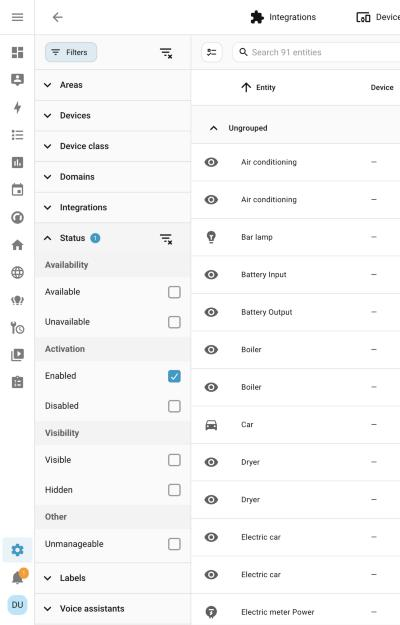 Integrations
Device
Filters
Search 91 entities
Entity
Device
Areas
Devices
Device class
Domains
Integrations
Status 1
Availability
Available
Unavailable
Activation
Enabled
Disabled
Visibility
Visible
Hidden
Other
Unmanageable
Labels
Voice assistants
DU
Ungrouped
Air conditioning –
Air conditioning –
Bar lamp –
Battery Input –
Battery Output –
Boiler –
Boiler –
Car –
Dryer –
Dryer –
Electric car –
Electric car –
Electric meter Power –